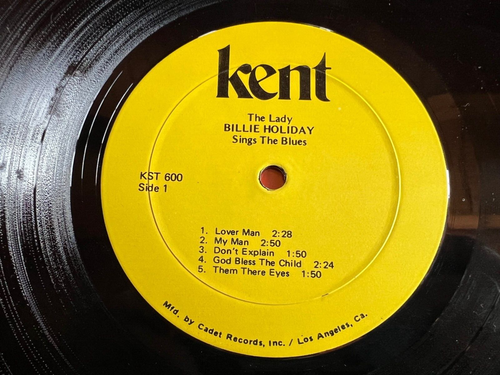 kent
The Lady
BILLIE HOLIDAY
Sings The Blues
KST 600
Side 1
1. Lover Man 2:28
2. My Man 2:50
3. Don't Explain 1:50
4. God Bless The Child 2:24
5. Them There Eyes 1:50
Mfd. by Cadet Records, Inc. / Los Angeles, Ca.